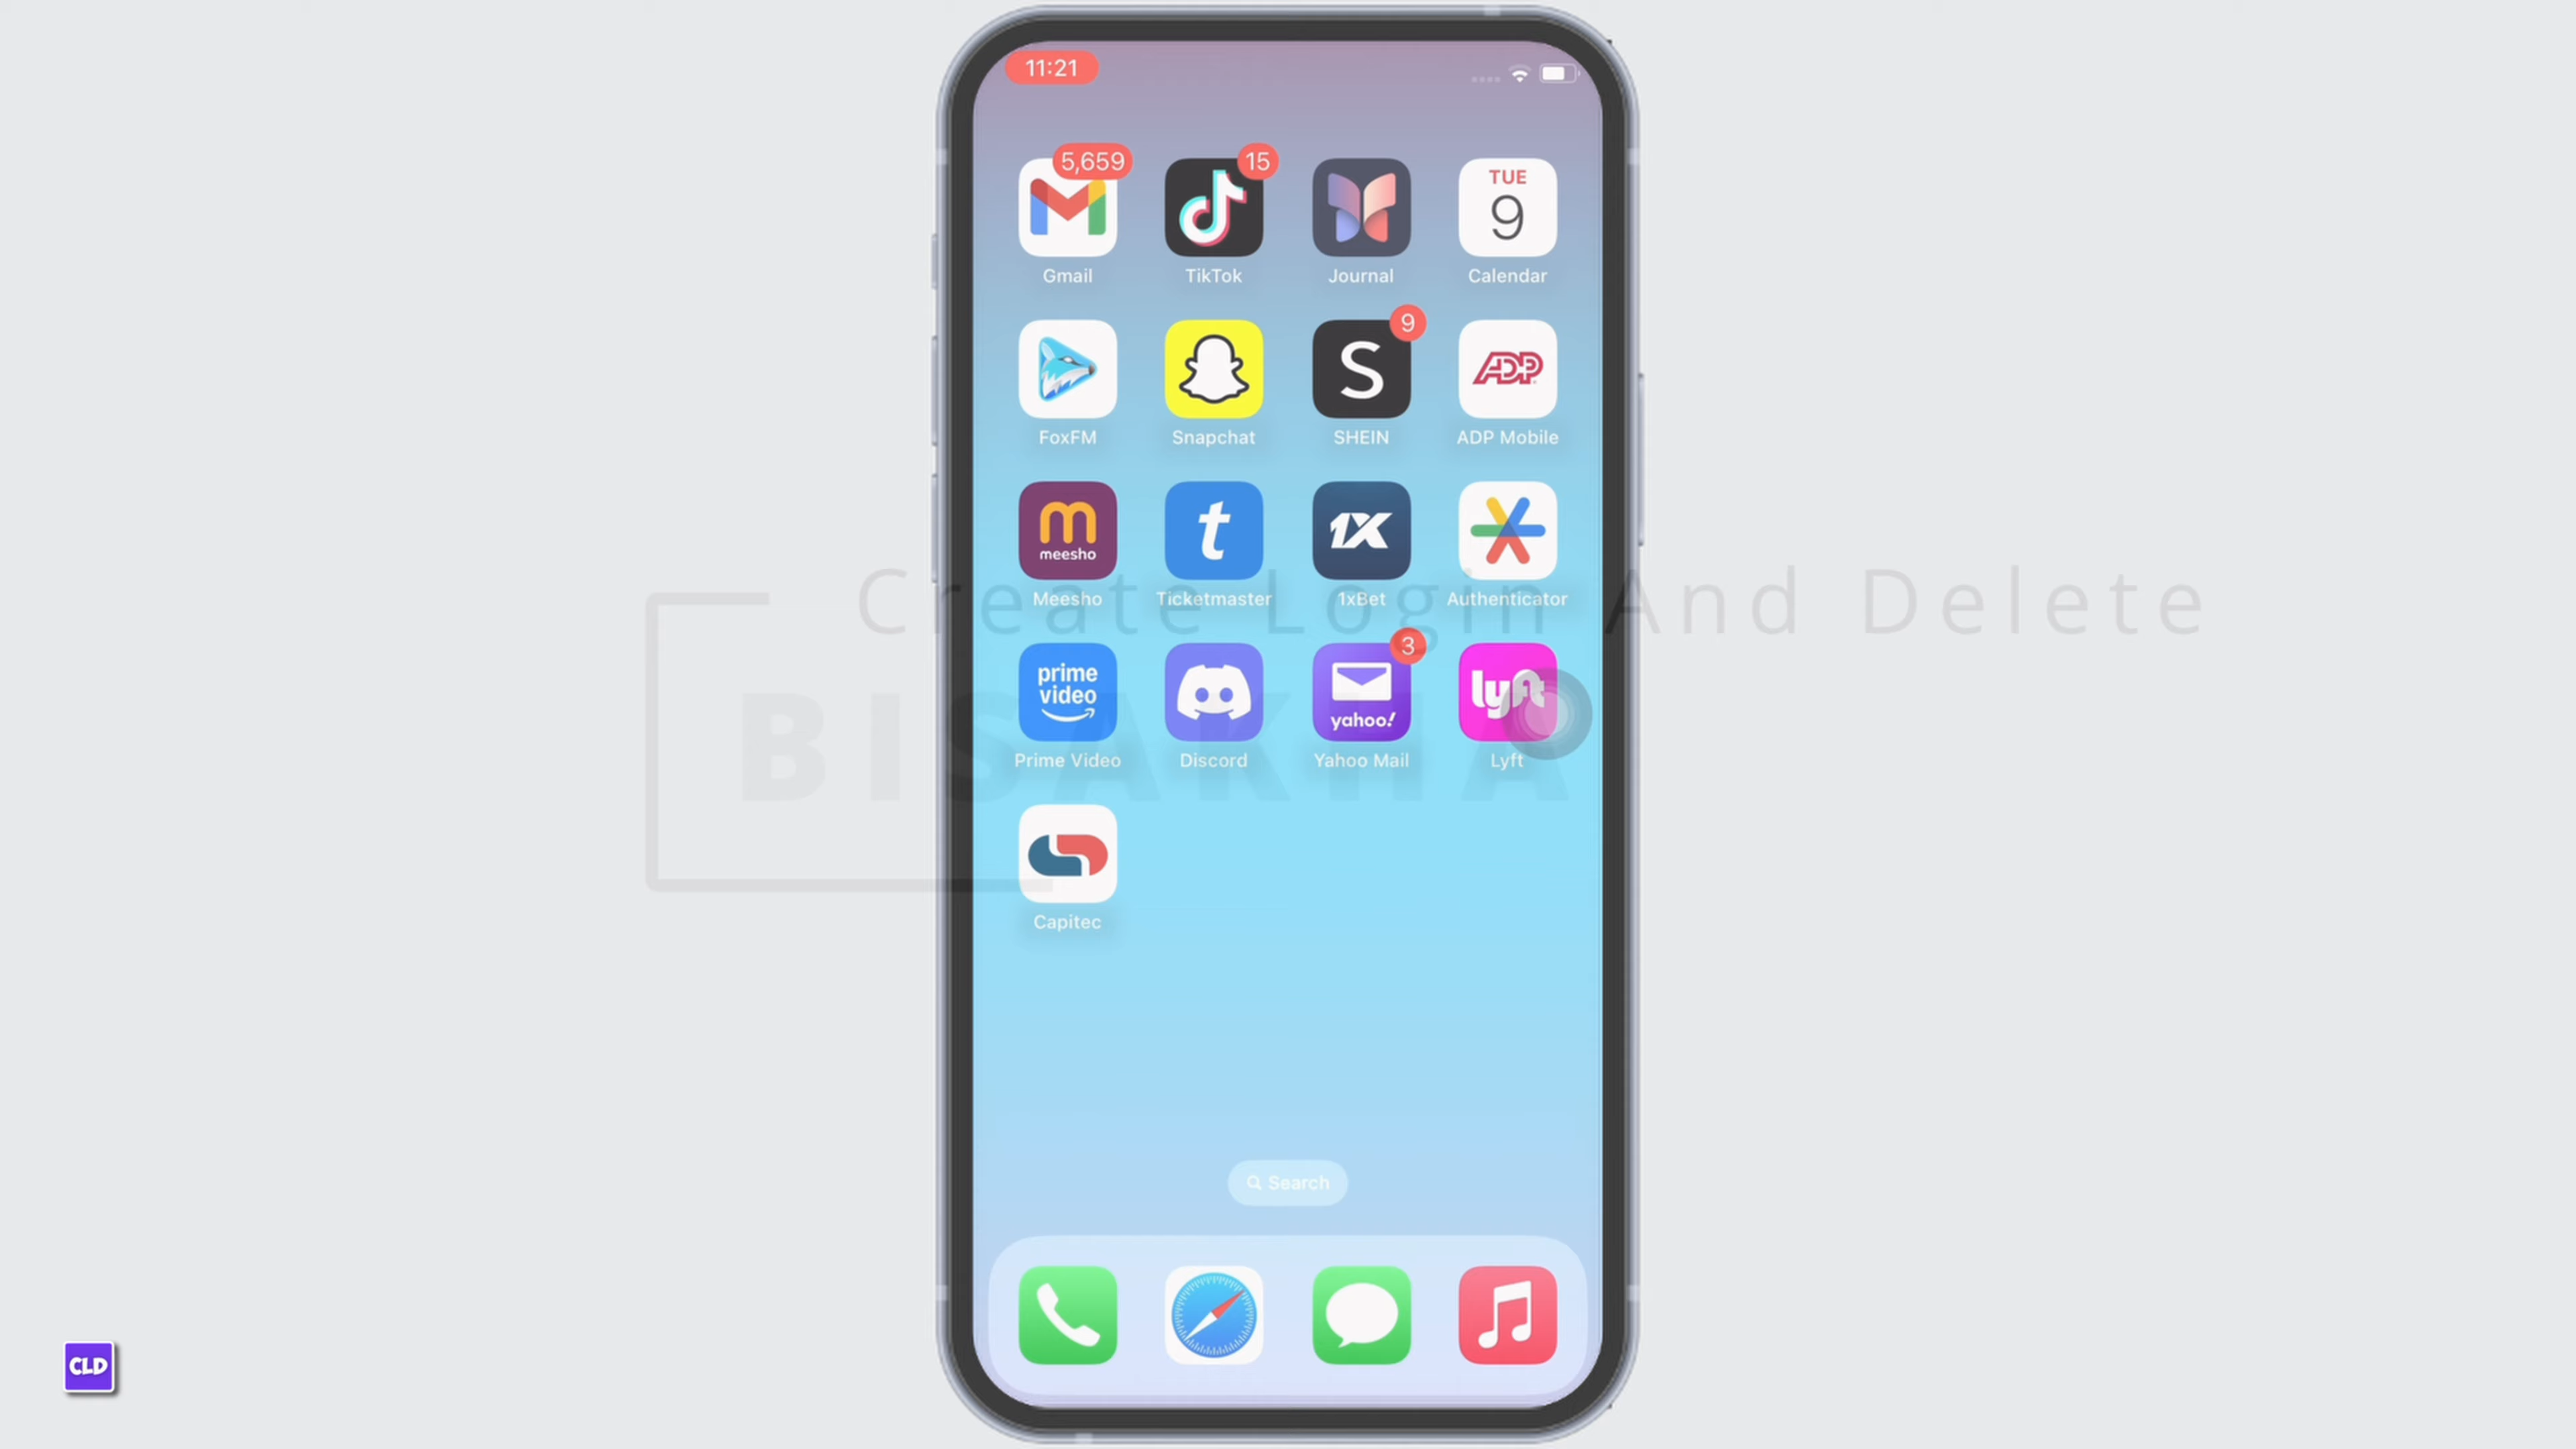 11:21
5,659
15
TUE
9
Gmail
TikTok
Journal
Calendar
9
S
ADP
FoxFM
Snapchat
SHEIN
ADP Mobile
m
meesho
t
1X
Meesho
Ticketmaster
1xBet
Authenticator
Create Login And Delete
3
prime
video
yahoo!
lyft
BISAKHA
Prime Video
Discord
Yahoo Mail
Lyft
Capitec
Search
CLD